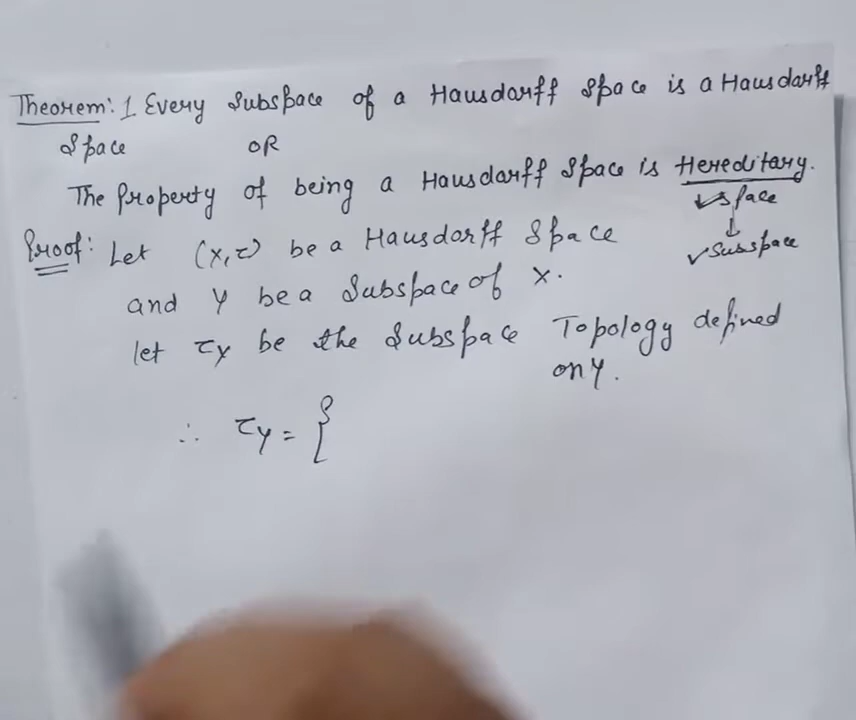 Theorem: 1 Every Subspace of a Hausdorff Space is a Hausdorff
Space OR
The Property of being a Hausdorff Space is Hereditary.
✓Space
↓
✓Subspace
Proof: Let (X, τ) be a Hausdorff Space
and Y be a Subspace of X.
let τY be the Subspace Topology defined
on Y.
∴ τY = {